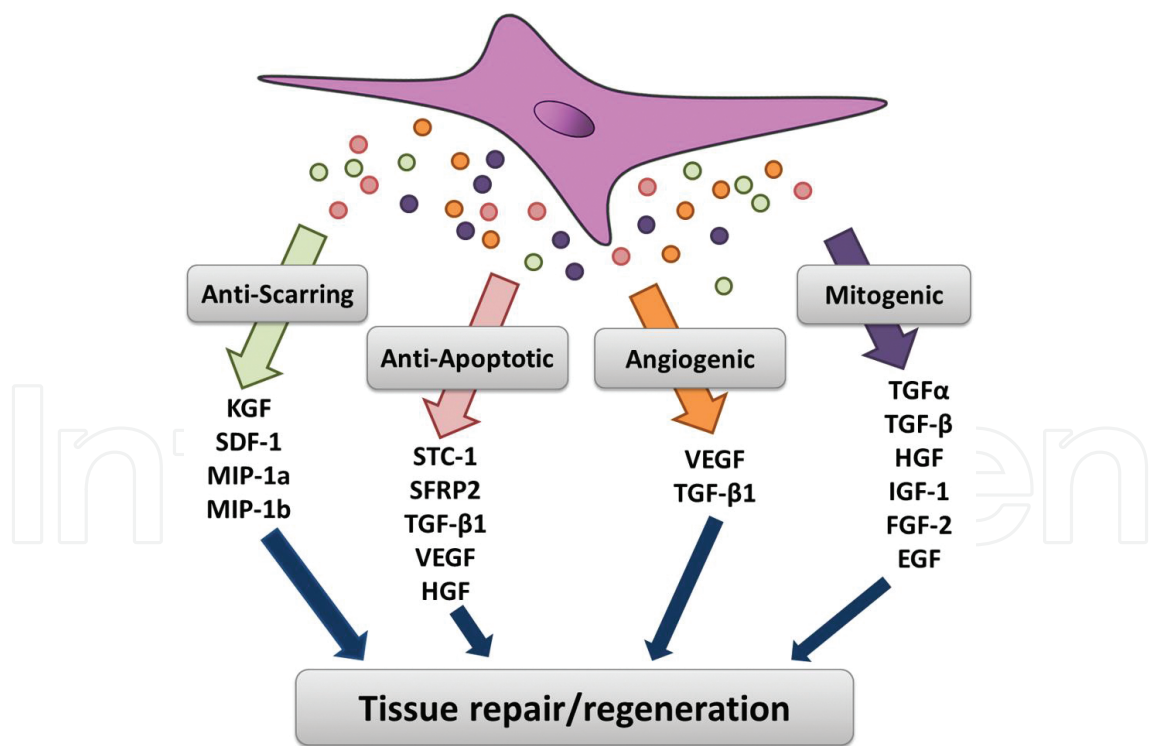 Anti-Scarring
KGF
SDF-1
MIP-1a
MIP-1b
Anti-Apoptotic
STC-1
SFRP2
TGF-β1
VEGF
HGF
Angiogenic
VEGF
TGF-β1
Mitogenic
TGFα
TGF-β
HGF
IGF-1
FGF-2
EGF
Tissue repair/regeneration